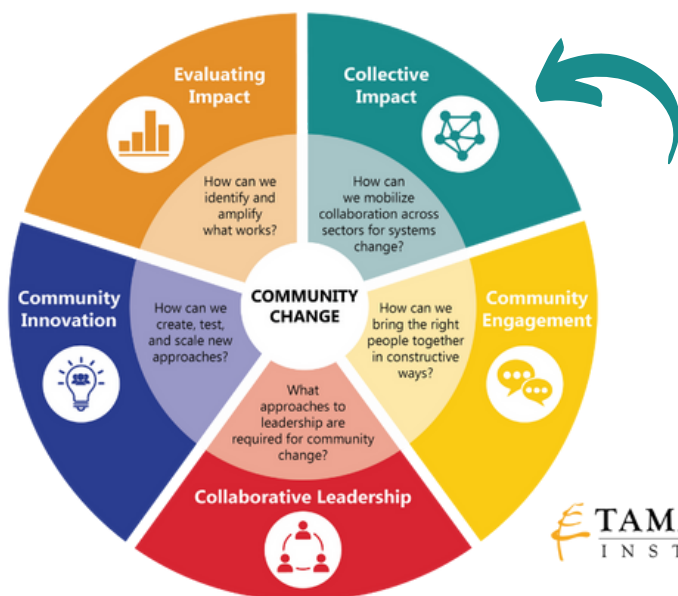 Evaluating
Impact
How can we
identify and
amplify
what works?
Collective
Impact
How can
we mobilize
collaboration across
sectors for systems
change?
Community
Innovation
How can we
create, test,
and scale new
approaches?
COMMUNITY
CHANGE
How can we
bring the right
people together
in constructive
ways?
Community
Engagement
What
approaches to
leadership are
required for community
change?
Collaborative Leadership